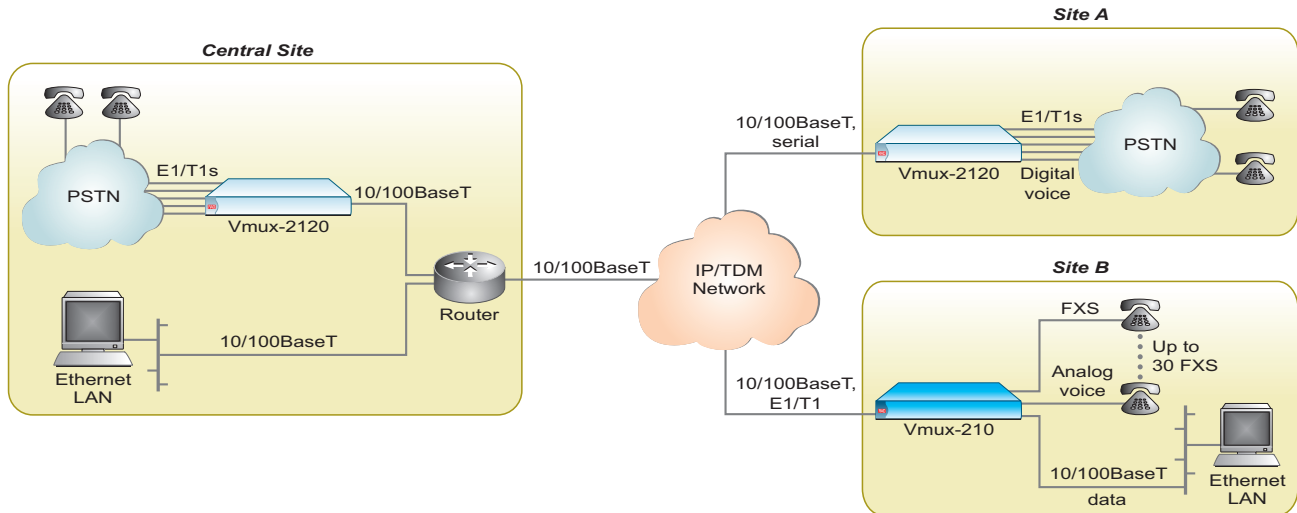 Central Site
PSTN
E1/T1s
Vmux-2120
10/100BaseT
Router
Ethernet
LAN
10/100BaseT
10/100BaseT
IP/TDM
Network
10/100BaseT,
serial
10/100BaseT,
E1/T1
Site A
Vmux-2120
E1/T1s
Digital
voice
PSTN
Site B
Vmux-210
FXS
Up to
30 FXS
Analog
voice
10/100BaseT
data
Ethernet
LAN